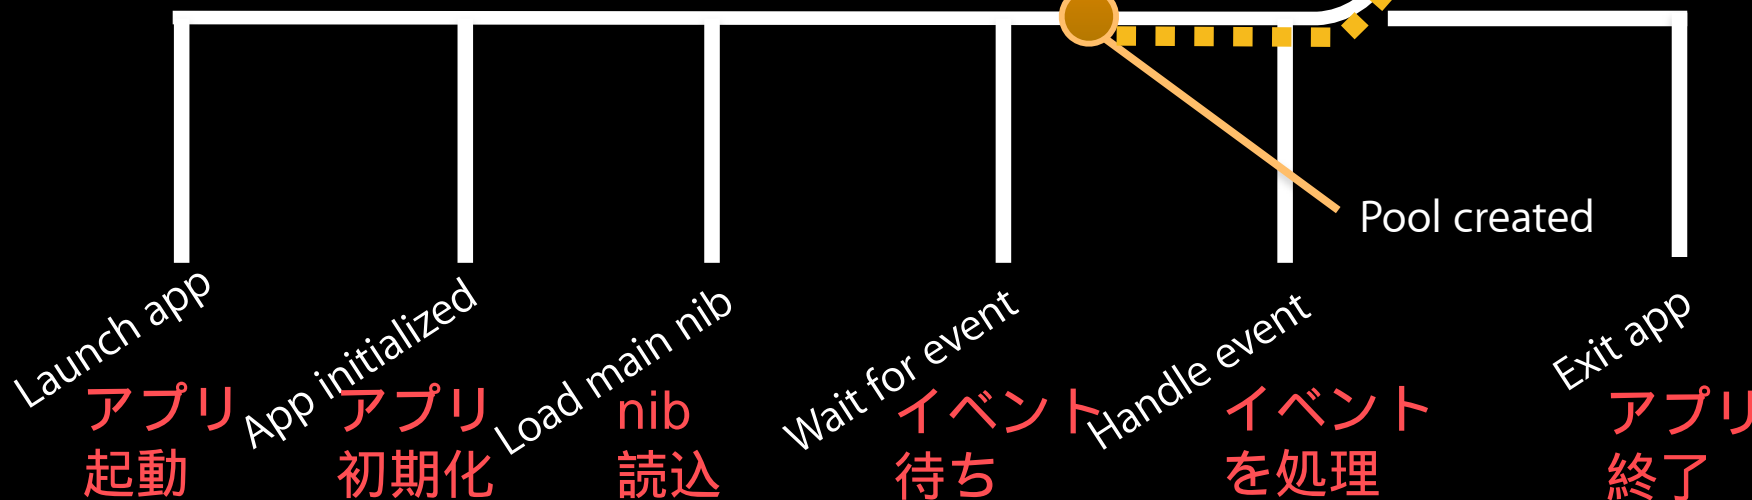 Pool created
Launch app
App initialized
Load main nib
Wait for event
Handle event
Exit app
アプリ
起動
アプリ
初期化
nib
読込
イベント
待ち
イベント
を処理
アプリ
終了